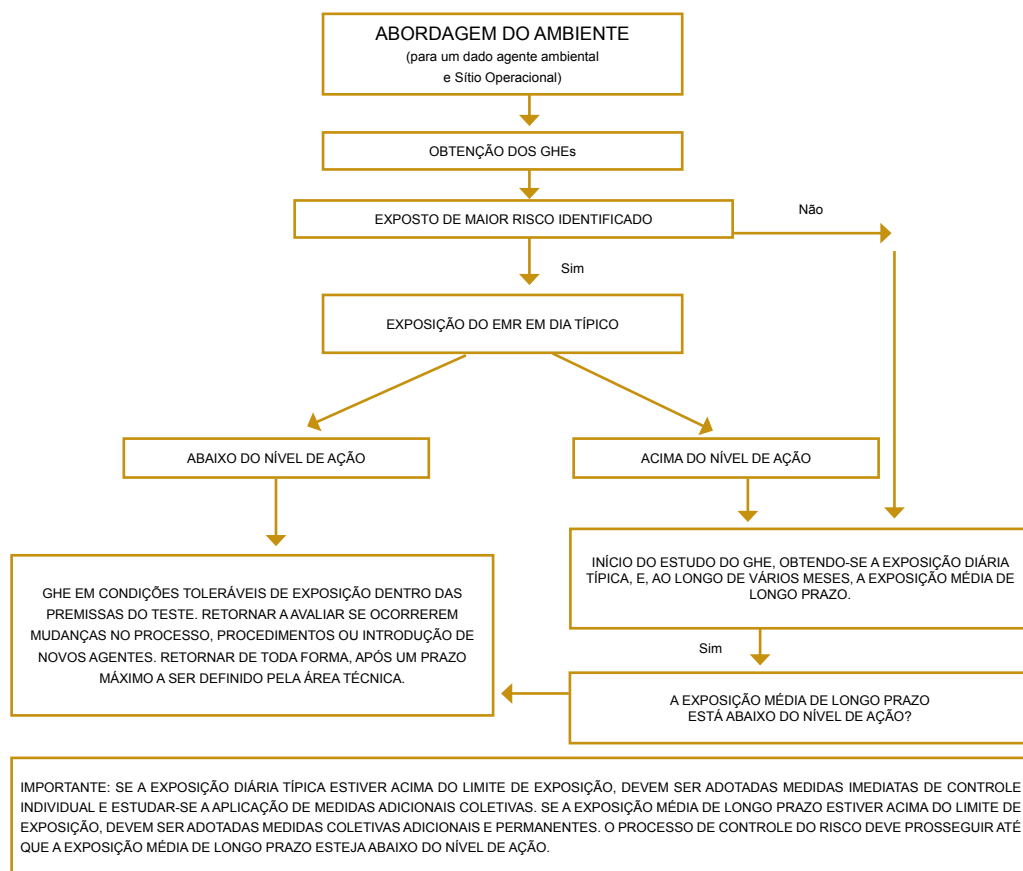 ABORDAGEM DO AMBIENTE
(para um dado agente ambiental
e Sítio Operacional)
OBTENÇÃO DOS GHEs
EXPOSTO DE MAIOR RISCO IDENTIFICADO
Não
Sim
EXPOSIÇÃO DO EMR EM DIA TÍPICO
ABAIXO DO NÍVEL DE AÇÃO
ACIMA DO NÍVEL DE AÇÃO
GHE EM CONDIÇÕES TOLERÁVEIS DE EXPOSIÇÃO DENTRO DAS
PREMISSAS DO TESTE. RETORNAR A AVALIAR SE OCORREREM
MUDANÇAS NO PROCESSO, PROCEDIMENTOS OU INTRODUÇÃO DE
NOVOS AGENTES. RETORNAR DE TODA FORMA, APÓS UM PRAZO
MÁXIMO A SER DEFINIDO PELA ÁREA TÉCNICA.
INÍCIO DO ESTUDO DO GHE, OBTENDO-SE A EXPOSIÇÃO DIÁRIA
TÍPICA, E, AO LONGO DE VÁRIOS MESES, A EXPOSIÇÃO MÉDIA DE
LONGO PRAZO.
Sim
A EXPOSIÇÃO MÉDIA DE LONGO PRAZO
ESTÁ ABAIXO DO NÍVEL DE AÇÃO?
IMPORTANTE: SE A EXPOSIÇÃO DIÁRIA TÍPICA ESTIVER ACIMA DO LIMITE DE EXPOSIÇÃO, DEVEM SER ADOTADAS MEDIDAS IMEDIATAS DE CONTROLE
INDIVIDUAL E ESTUDAR-SE A APLICAÇÃO DE MEDIDAS ADICIONAIS COLETIVAS. SE A EXPOSIÇÃO MÉDIA DE LONGO PRAZO ESTIVER ACIMA DO LIMITE DE
EXPOSIÇÃO, DEVEM SER ADOTADAS MEDIDAS COLETIVAS ADICIONAIS E PERMANENTES. O PROCESSO DE CONTROLE DO RISCO DEVE PROSSEGUIR ATÉ
QUE A EXPOSIÇÃO MÉDIA DE LONGO PRAZO ESTEJA ABAIXO DO NÍVEL DE AÇÃO.